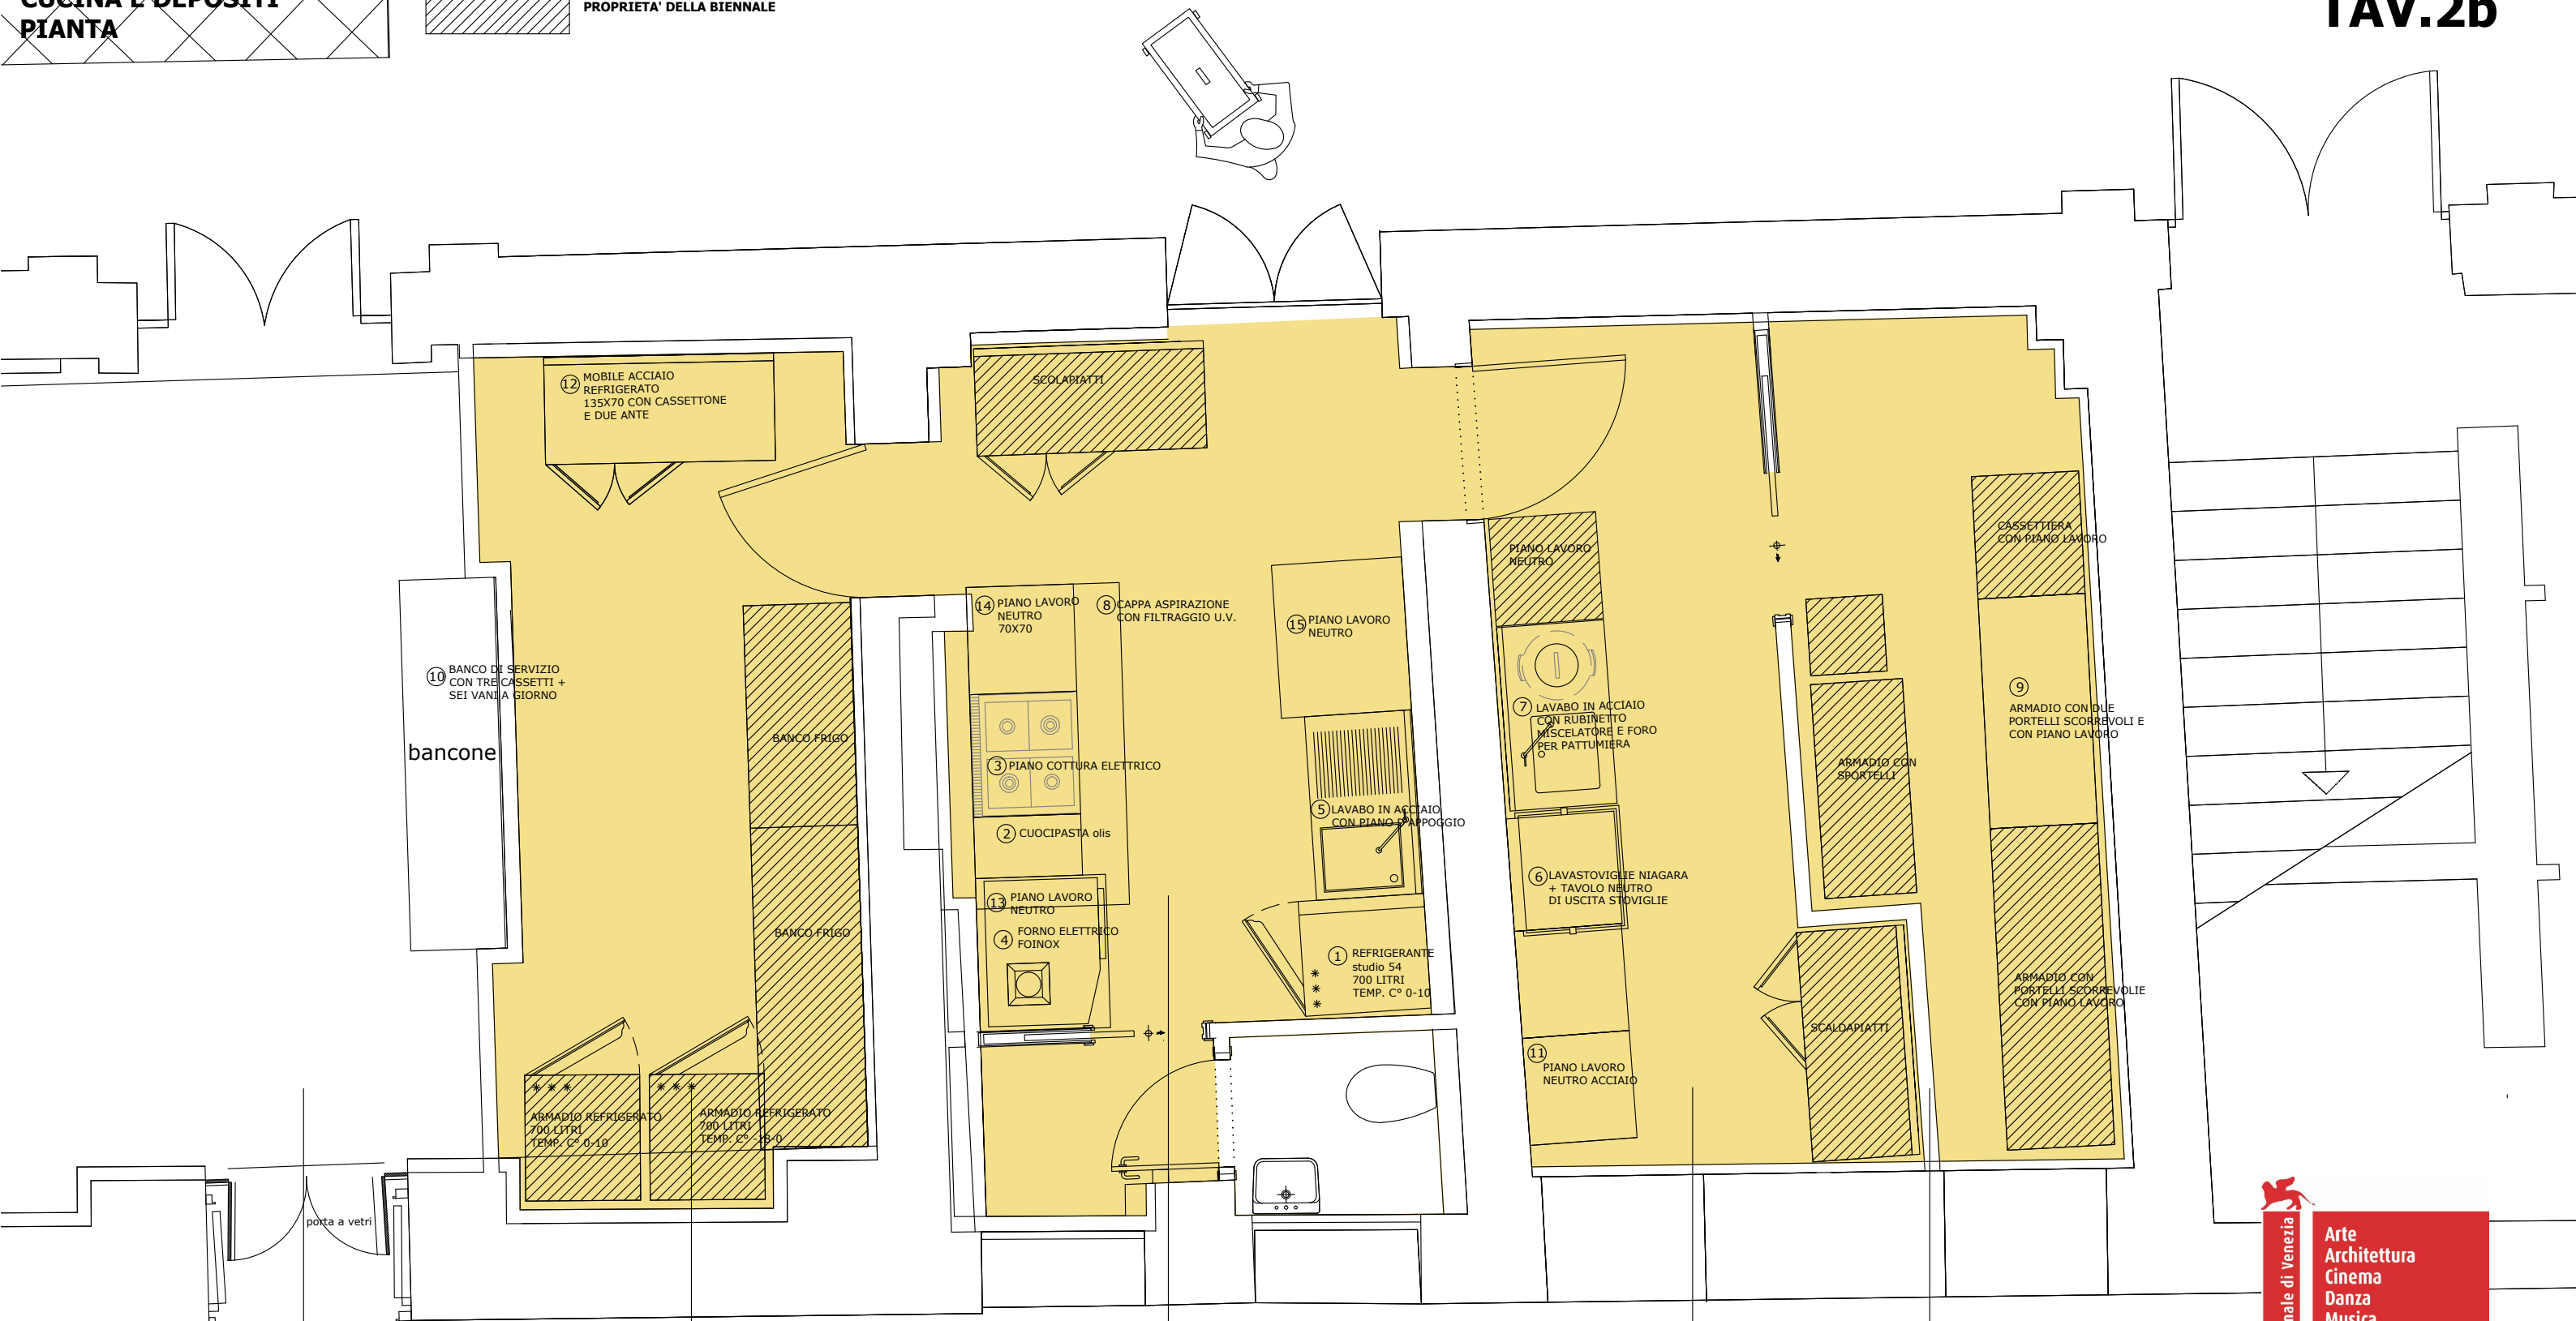 CUCINA E DEPOSITI
PIANTA
PROPRIETA' DELLA BIENNALE
TAV.2b
12 MOBILE ACCIAIO
REFRIGERATO
135X70 CON CASSETTONE
E DUE ANTE
SCOLAPIATTI
PIANO LAVORO
NEUTRO
CASSETTIERA
CON PIANO LAVORO
14 PIANO LAVORO
NEUTRO
70X70
8 CAPPA ASPIRAZIONE
CON FILTRAGGIO U.V.
15 PIANO LAVORO
NEUTRO
10 BANCO DI SERVIZIO
CON TRE CASSETTI +
SEI VANI A GIORNO
bancone
BANCO FRIGO
3 PIANO COTTURA ELETTRICO
2 CUOCIPASTA olis
5 LAVABO IN ACCIAIO
CON PIANO D'APPOGGIO
7 LAVABO IN ACCIAIO
CON RUBINETTO
MISCELATORE E FORO
PER PATTUMIERA
ARMADIO CON
SPORTELLI
9
ARMADIO CON DUE
PORTELLI SCORREVOLI E
CON PIANO LAVORO
BANCO FRIGO
13 PIANO LAVORO
NEUTRO
4 FORNO ELETTRICO
FOINOX
1 REFRIGERANTE
studio 54
700 LITRI
TEMP. C° 0-10
6 LAVASTOVIGLIE NIAGARA
+ TAVOLO NEUTRO
DI USCITA STOVIGLIE
ARMADIO CON
PORTELLI SCORREVOLIE
CON PIANO LAVORO
SCALDAPIATTI
11
PIANO LAVORO
NEUTRO ACCIAIO
ARMADIO REFRIGERATO
700 LITRI
TEMP. C° 0-10
ARMADIO REFRIGERATO
700 LITRI
TEMP. C° -18-0
porta a vetri
di Venezia
Arte
Architettura
Cinema
Danza
Musica